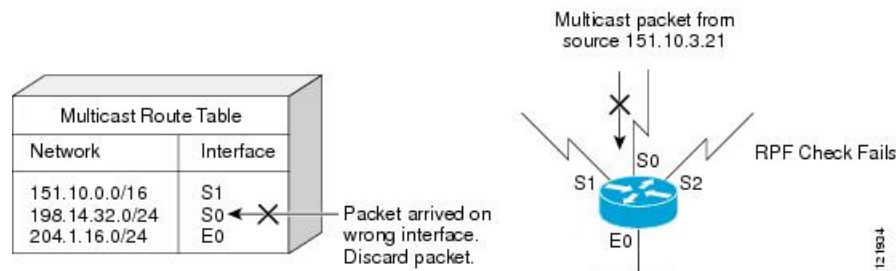 Multicast packet from
source 151.10.3.21
Multicast Route Table
Network Interface
151.10.0.0/16 S1
198.14.32.0/24 S0
204.1.16.0/24 E0
Packet arrived on
wrong interface.
Discard packet.
RPF Check Fails
S0
S1
S2
E0
121934